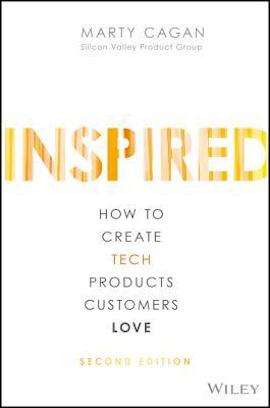 MARTY CAGAN
Silicon Valley Product Group
INSPIRED
HOW TO
CREATE
TECH
PRODUCTS
CUSTOMERS
LOVE
SECOND EDITION
WILEY